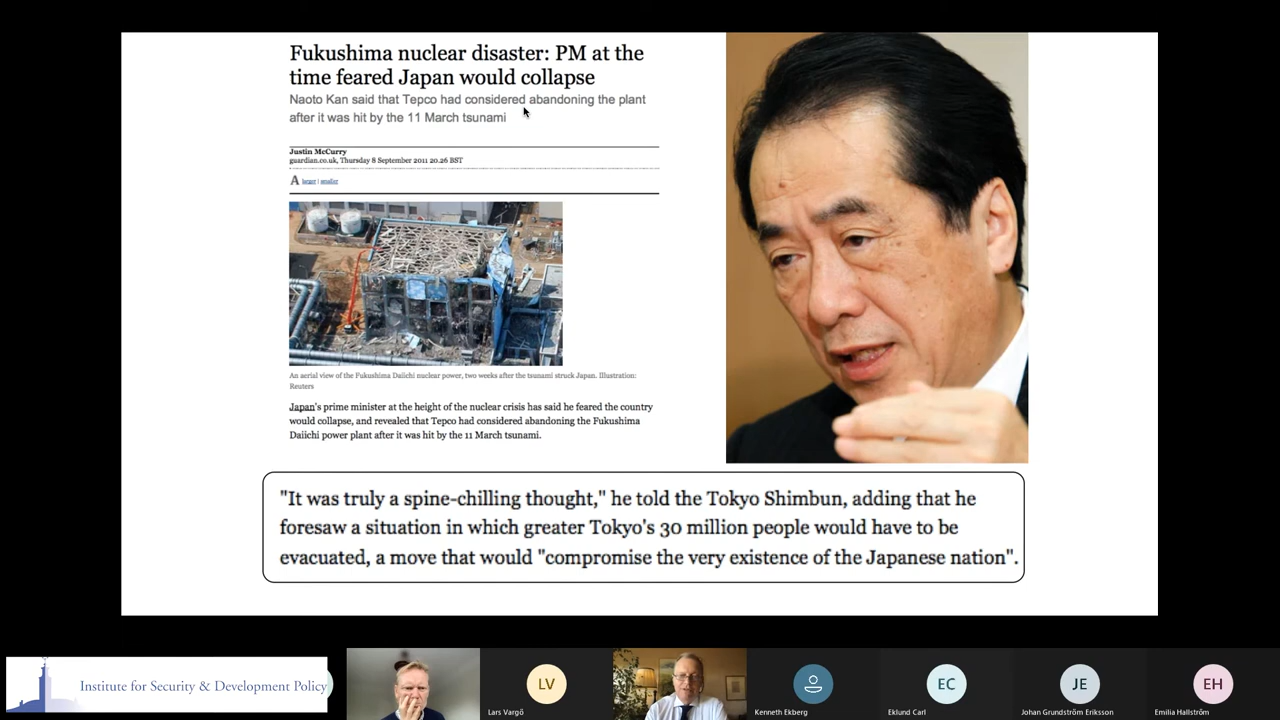 Fukushima nuclear disaster: PM at the
time feared Japan would collapse
Naoto Kan said that Tepco had considered abandoning the plant
after it was hit by the 11 March tsunami
Justin McCurry
guardian.co.uk, Thursday 8 September 2011 20.26 BST
A larger | smaller
An aerial view of the Fukushima Daiichi nuclear power, two weeks after the tsunami struck Japan. Illustration:
Reuters
Japan's prime minister at the height of the nuclear crisis has said he feared the country
would collapse, and revealed that Tepco had considered abandoning the Fukushima
Daiichi power plant after it was hit by the 11 March tsunami.
"It was truly a spine-chilling thought," he told the Tokyo Shimbun, adding that he
foresaw a situation in which greater Tokyo's 30 million people would have to be
evacuated, a move that would "compromise the very existence of the Japanese nation".
Institute for Security & Development Policy
LV
Lars Vargö
Kenneth Ekberg
EC
Eklund Carl
JE
Johan Grundström Eriksson
EH
Emilia Hallström